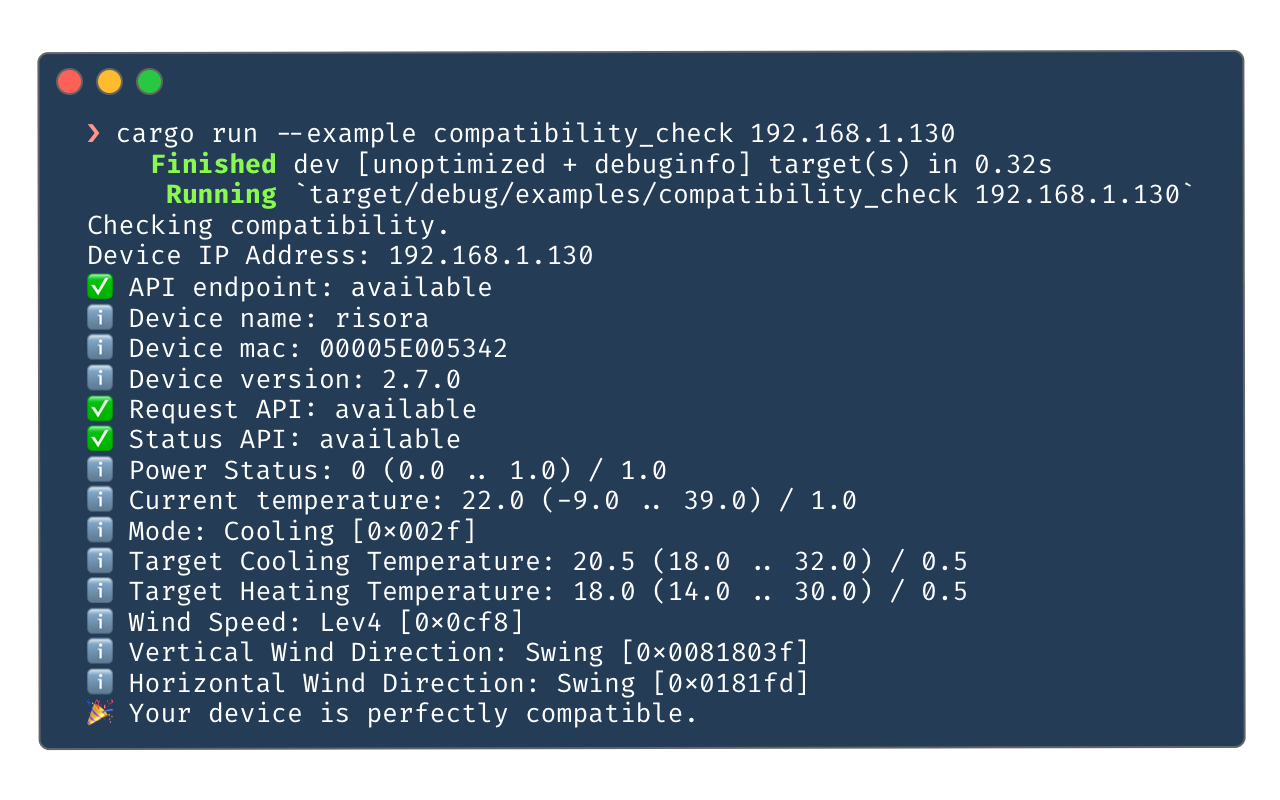 ❯ cargo run --example compatibility_check 192.168.1.130
Finished dev [unoptimized + debuginfo] target(s) in 0.32s
Running `target/debug/examples/compatibility_check 192.168.1.130`
Checking compatibility.
Device IP Address: 192.168.1.130
✅ API endpoint: available
ℹ️ Device name: risora
ℹ️ Device mac: 00005E005342
ℹ️ Device version: 2.7.0
✅ Request API: available
✅ Status API: available
ℹ️ Power Status: 0 (0.0 .. 1.0) / 1.0
ℹ️ Current temperature: 22.0 (-9.0 .. 39.0) / 1.0
ℹ️ Mode: Cooling [0x002f]
ℹ️ Target Cooling Temperature: 20.5 (18.0 .. 32.0) / 0.5
ℹ️ Target Heating Temperature: 18.0 (14.0 .. 30.0) / 0.5
ℹ️ Wind Speed: Lev4 [0x0cf8]
ℹ️ Vertical Wind Direction: Swing [0x0081803f]
ℹ️ Horizontal Wind Direction: Swing [0x0181fd]
🎉 Your device is perfectly compatible.